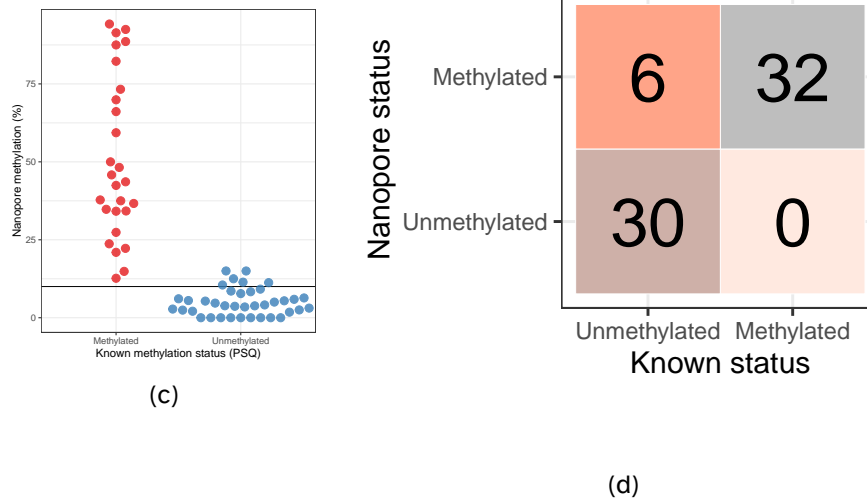 Nanopore methylation (%)
75
50
25
0
Methylated
Unmethylated
Known methylation status (PSQ)
(c)
Nanopore status
Methylated
6
32
Unmethylated
30
0
Unmethylated
Methylated
Known status
(d)